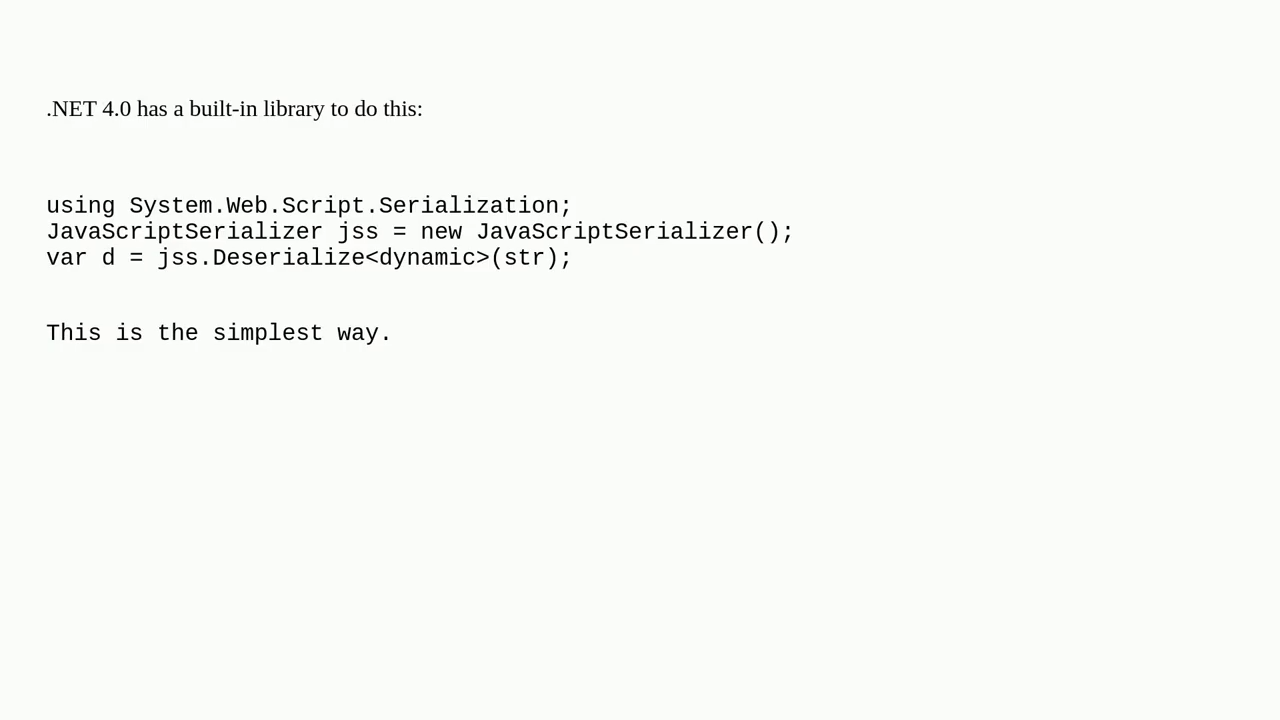 .NET 4.0 has a built-in library to do this:
using System.Web.Script.Serialization;
JavaScriptSerializer jss = new JavaScriptSerializer();
var d = jss.Deserialize<dynamic>(str);
This is the simplest way.